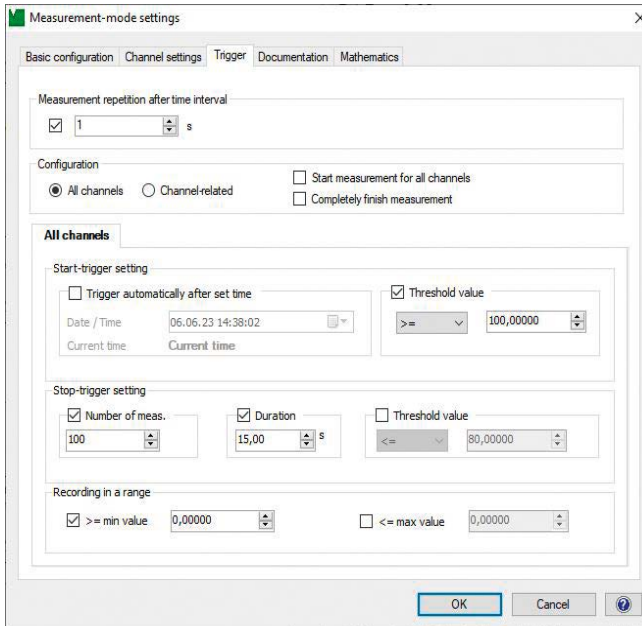 Measurement-mode settings
Basic configuration Channel settings Trigger Documentation Mathematics
Measurement repetition after time interval
1 s
Configuration
All channels Channel-related
Start measurement for all channels
Completely finish measurement
All channels
Start-trigger setting
Trigger automatically after set time
Date / Time 06.06.23 14:38:02
Current time Current time
Threshold value
>= 100,00000
Stop-trigger setting
Number of meas.
100
Duration
15,00 s
Threshold value
<= 80,00000
Recording in a range
>= min value 0,00000 <= max value 0,00000
OK Cancel ?